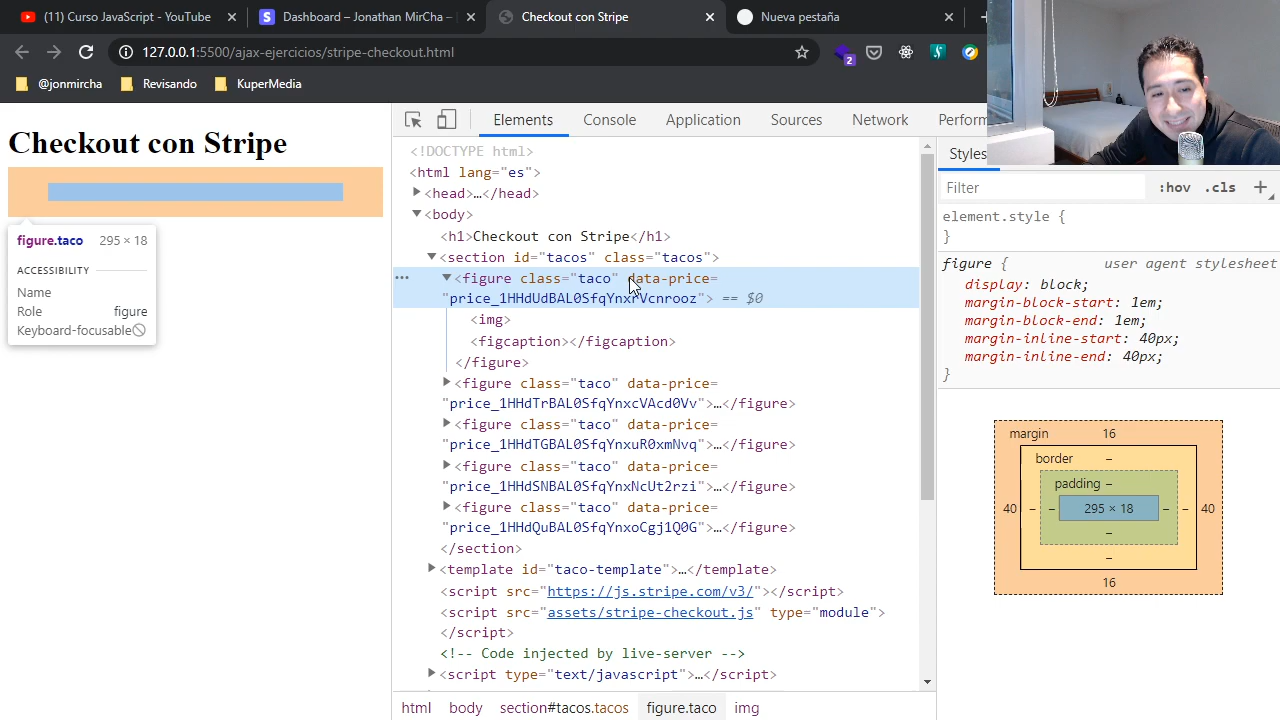 (11) Curso JavaScript - YouTube
Dashboard – Jonathan MirCha –
Checkout con Stripe
Nueva pestaña
127.0.0.1:5500/ajax-ejercicios/stripe-checkout.html
2
@jonmircha
Revisando
KuperMedia
Checkout con Stripe
figure.taco 295 × 18
ACCESSIBILITY
Name
Role figure
Keyboard-focusable
Elements Console Application Sources Network Perform
<!DOCTYPE html>
<html lang="es">
<head>…</head>
<body>
<h1>Checkout con Stripe</h1>
<section id="tacos" class="tacos">
<figure class="taco" data-price=
"price_1HHdUdBAL0SfqYnxrVcnrooz"> == $0
<img>
<figcaption></figcaption>
</figure>
<figure class="taco" data-price=
"price_1HHdTrBAL0SfqYnxcVAcd0Vv">…</figure>
<figure class="taco" data-price=
"price_1HHdTGBAL0SfqYnxuR0xmNvq">…</figure>
<figure class="taco" data-price=
"price_1HHdSNBAL0SfqYnxNcUt2rzi">…</figure>
<figure class="taco" data-price=
"price_1HHdQuBAL0SfqYnxoCgj1Q0G">…</figure>
</section>
<template id="taco-template">…</template>
<script src="https://js.stripe.com/v3/"></script>
<script src="assets/stripe-checkout.js" type="module">
</script>
<!-- Code injected by live-server -->
<script type="text/javascript">…</script>
html body section#tacos.tacos figure.taco img
Styles
Filter :hov .cls +
element.style {
}
figure { user agent stylesheet
display: block;
margin-block-start: 1em;
margin-block-end: 1em;
margin-inline-start: 40px;
margin-inline-end: 40px;
}
margin 16
border –
padding –
40 – – 295 × 18 – – 40
–
–
16